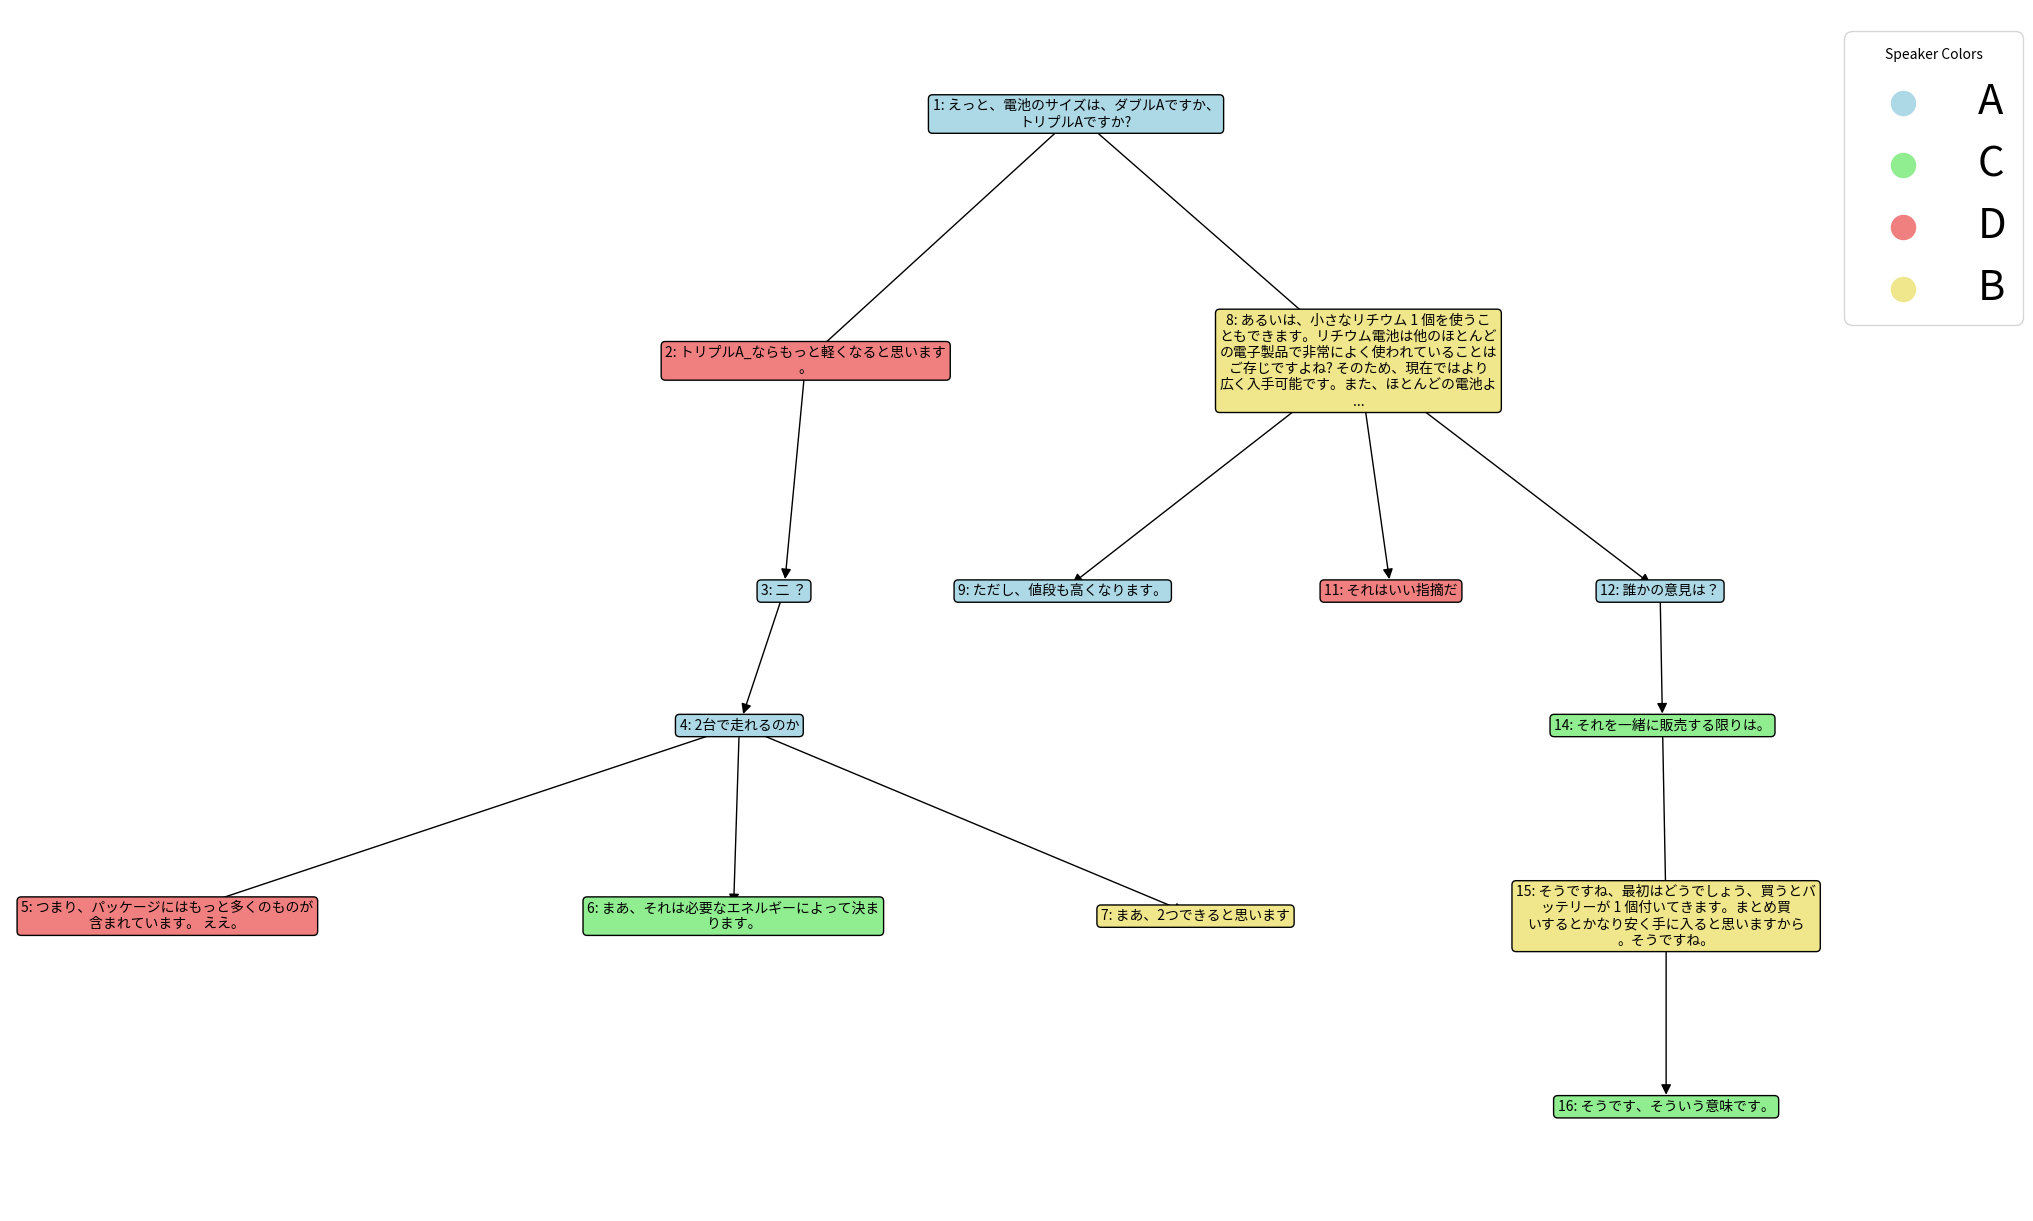 Speaker Colors
A
C
D
B
1: えっと、電池のサイズは、ダブルAですか、
トリプルAですか?
2: トリプルA_ならもっと軽くなると思います
。
8: あるいは、小さなリチウム 1 個を使うこ
ともできます。リチウム電池は他のほとんど
の電子製品で非常によく使われていることは
ご存じですよね? そのため、現在ではより
広く入手可能です。また、ほとんどの電池よ
...
3: 二 ？
9: ただし、値段も高くなります。
11: それはいい指摘だ
12: 誰かの意見は？
4: 2台で走れるのか
14: それを一緒に販売する限りは。
5: つまり、パッケージにはもっと多くのものが
含まれています。 ええ。
6: まあ、それは必要なエネルギーによって決ま
ります。
7: まあ、2つできると思います
15: そうですね、最初はどうでしょう、買うとバ
ッテリーが 1 個付いてきます。まとめ買
いするとかなり安く手に入ると思いますから
。そうですね。
16: そうです、そういう意味です。